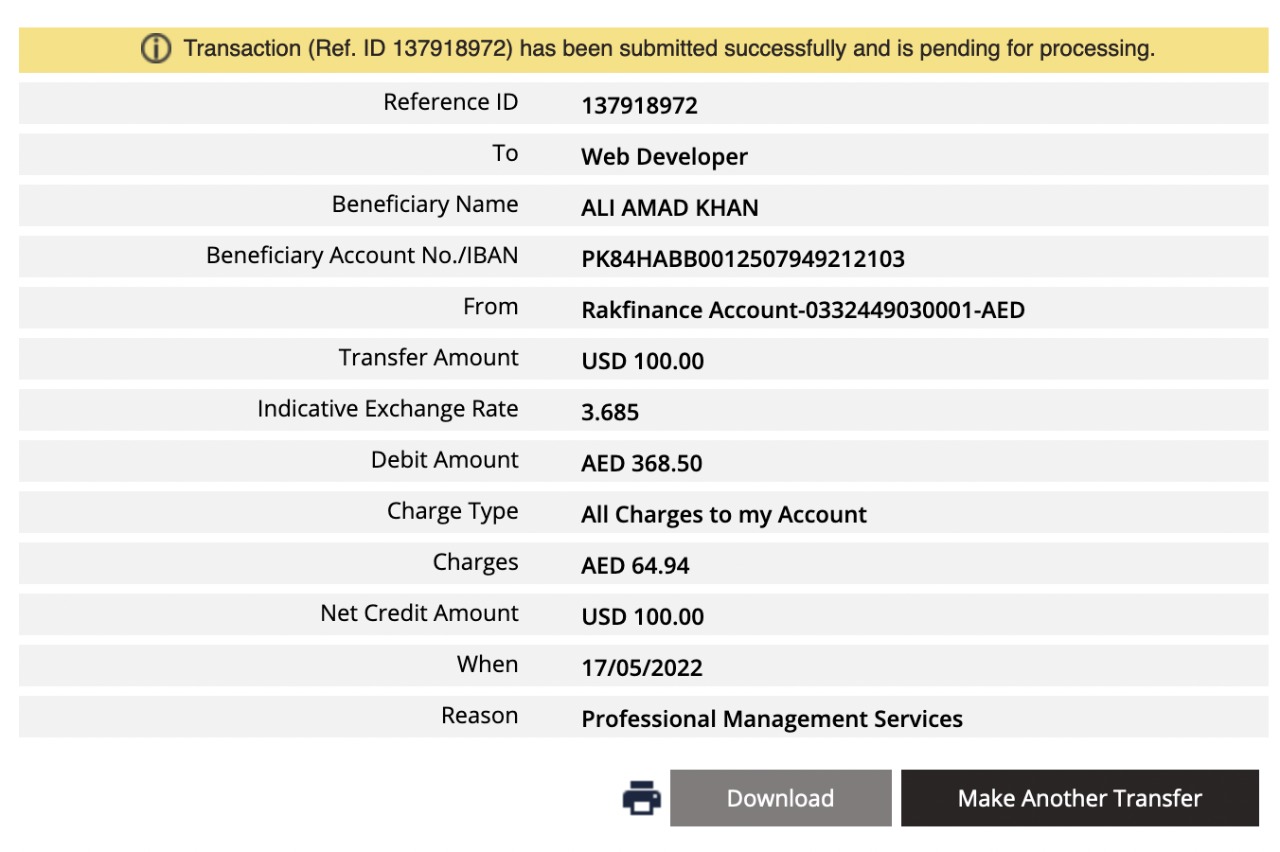 Transaction (Ref. ID 137918972) has been submitted successfully and is pending for processing.
Reference ID 137918972
To Web Developer
Beneficiary Name ALI AMAD KHAN
Beneficiary Account No./IBAN PK84HABB0012507949212103
From Rakfinance Account-0332449030001-AED
Transfer Amount USD 100.00
Indicative Exchange Rate 3.685
Debit Amount AED 368.50
Charge Type All Charges to my Account
Charges AED 64.94
Net Credit Amount USD 100.00
When 17/05/2022
Reason Professional Management Services
Download Make Another Transfer